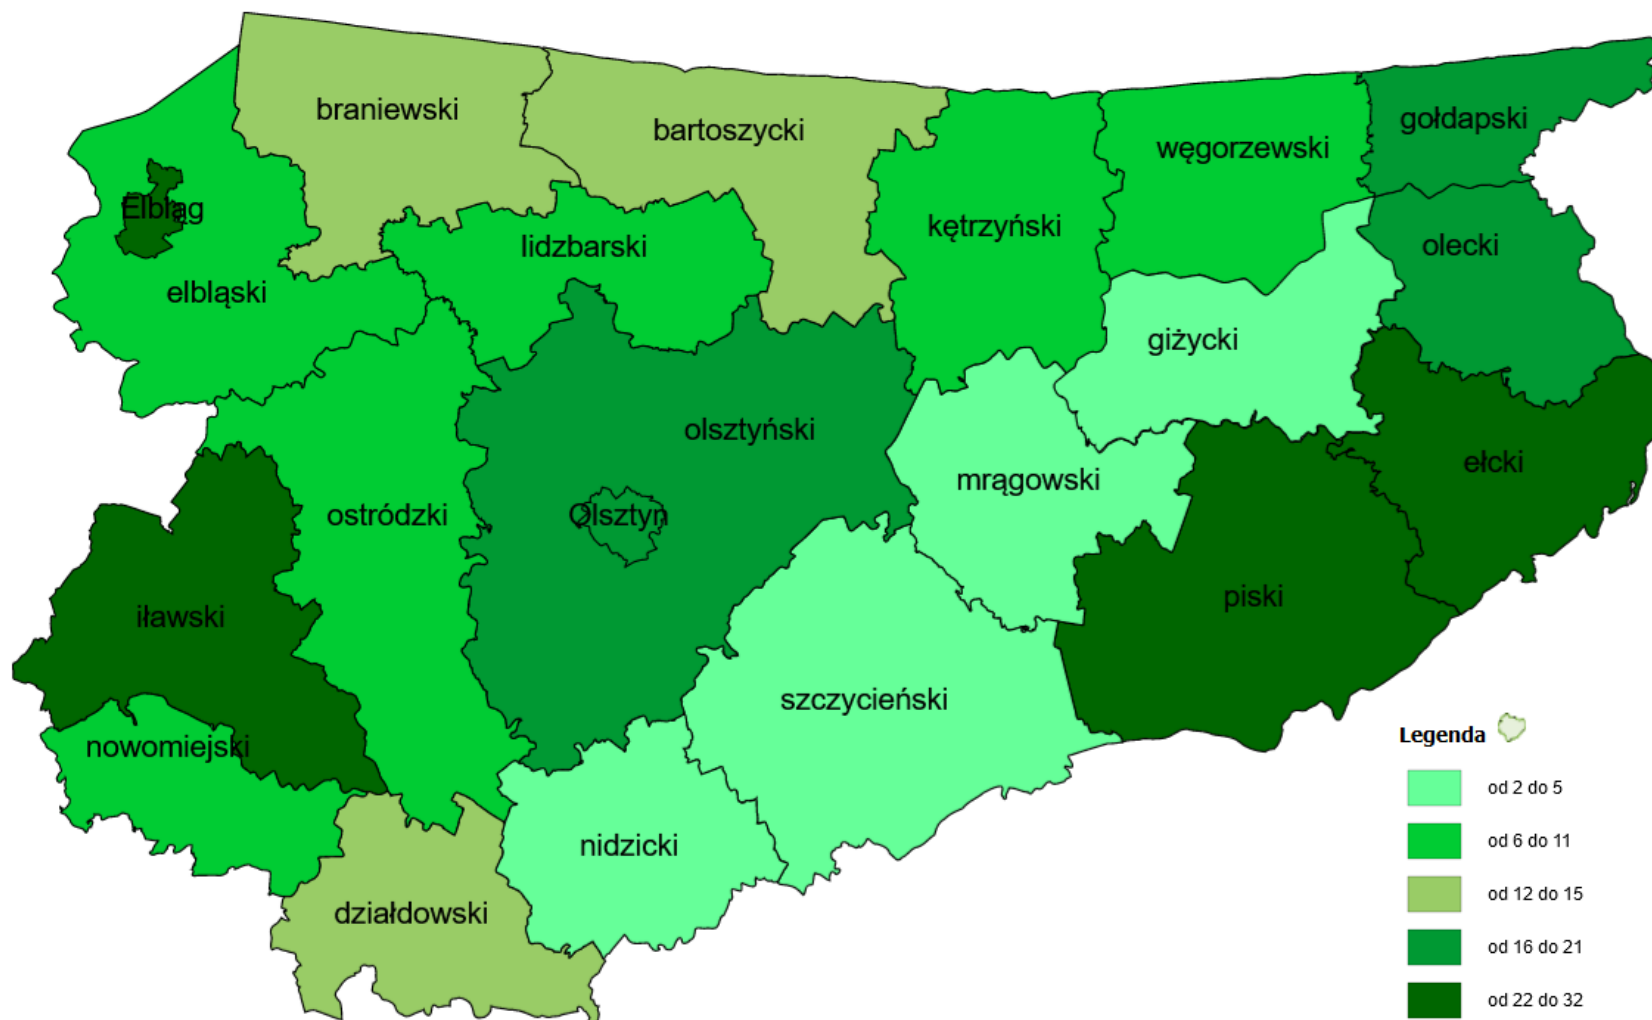 braniewski
bartoszycki
gołdapski
węgorzewski
Elbląg
kętrzyński
lidzbarski
olecki
elbląski
giżycki
olsztyński
ełcki
mrągowski
ostródzki
Olsztyn
piski
iławski
szczycieński
nowomiejski
nidzicki
działdowski
Legenda
od 2 do 5
od 6 do 11
od 12 do 15
od 16 do 21
od 22 do 32